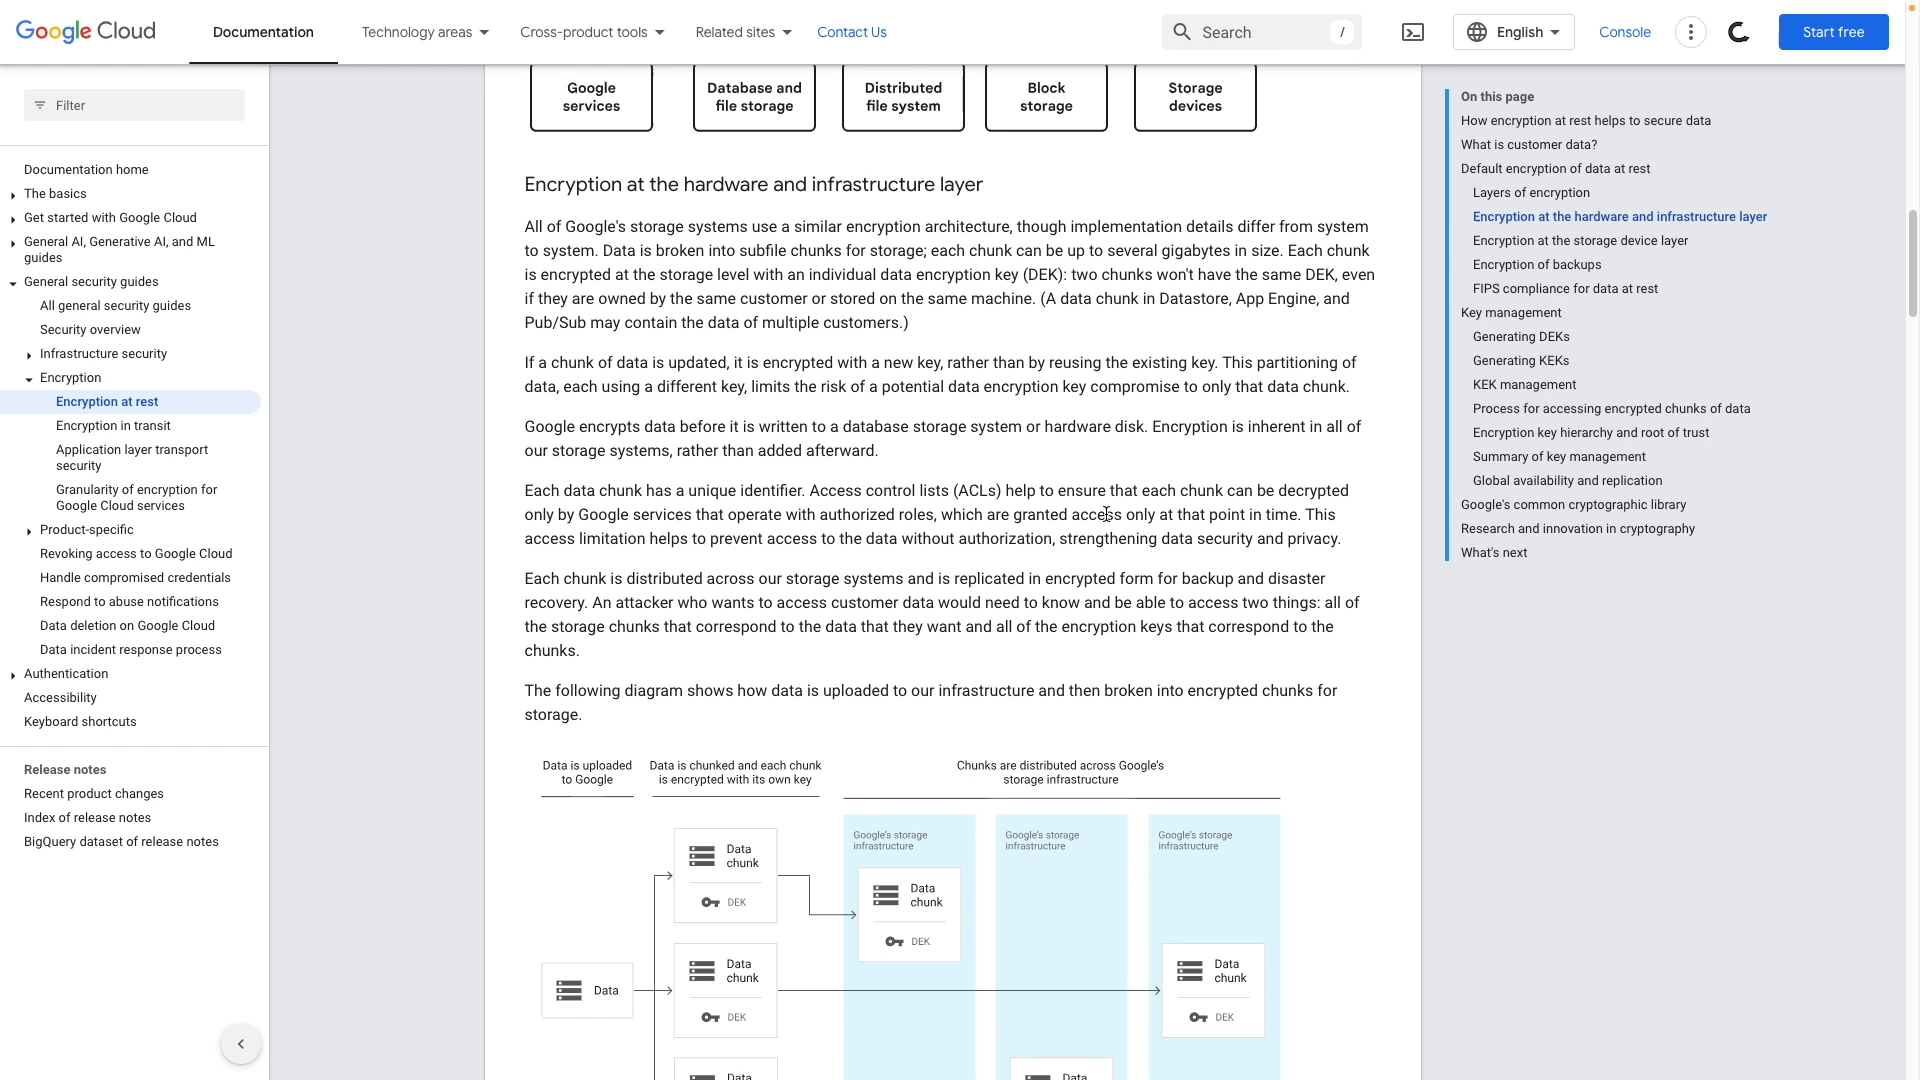 Google Cloud
Documentation
Technology areas
Cross-product tools
Related sites
Contact Us
Search
/
English
Console
Start free
Filter
Documentation home
The basics
Get started with Google Cloud
General AI, Generative AI, and ML
guides
General security guides
All general security guides
Security overview
Infrastructure security
Encryption
Encryption at rest
Encryption in transit
Application layer transport
security
Granularity of encryption for
Google Cloud services
Product-specific
Revoking access to Google Cloud
Handle compromised credentials
Respond to abuse notifications
Data deletion on Google Cloud
Data incident response process
Authentication
Accessibility
Keyboard shortcuts
Release notes
Recent product changes
Index of release notes
BigQuery dataset of release notes
Google
services
Database and
file storage
Distributed
file system
Block
storage
Storage
devices
Encryption at the hardware and infrastructure layer
All of Google's storage systems use a similar encryption architecture, though implementation details differ from system
to system. Data is broken into subfile chunks for storage; each chunk can be up to several gigabytes in size. Each chunk
is encrypted at the storage level with an individual data encryption key (DEK): two chunks won't have the same DEK, even
if they are owned by the same customer or stored on the same machine. (A data chunk in Datastore, App Engine, and
Pub/Sub may contain the data of multiple customers.)
If a chunk of data is updated, it is encrypted with a new key, rather than by reusing the existing key. This partitioning of
data, each using a different key, limits the risk of a potential data encryption key compromise to only that data chunk.
Google encrypts data before it is written to a database storage system or hardware disk. Encryption is inherent in all of
our storage systems, rather than added afterward.
Each data chunk has a unique identifier. Access control lists (ACLs) help to ensure that each chunk can be decrypted
only by Google services that operate with authorized roles, which are granted access only at that point in time. This
access limitation helps to prevent access to the data without authorization, strengthening data security and privacy.
Each chunk is distributed across our storage systems and is replicated in encrypted form for backup and disaster
recovery. An attacker who wants to access customer data would need to know and be able to access two things: all of
the storage chunks that correspond to the data that they want and all of the encryption keys that correspond to the
chunks.
The following diagram shows how data is uploaded to our infrastructure and then broken into encrypted chunks for
storage.
Data is uploaded
to Google
Data is chunked and each chunk
is encrypted with its own key
Chunks are distributed across Google's
storage infrastructure
Google's storage
infrastructure
Google's storage
infrastructure
Google's storage
infrastructure
Data
chunk
DEK
Data
chunk
DEK
Data
Data
chunk
DEK
Data
chunk
DEK
Data
Data
On this page
How encryption at rest helps to secure data
What is customer data?
Default encryption of data at rest
Layers of encryption
Encryption at the hardware and infrastructure layer
Encryption at the storage device layer
Encryption of backups
FIPS compliance for data at rest
Key management
Generating DEKs
Generating KEKs
KEK management
Process for accessing encrypted chunks of data
Encryption key hierarchy and root of trust
Summary of key management
Global availability and replication
Google's common cryptographic library
Research and innovation in cryptography
What's next